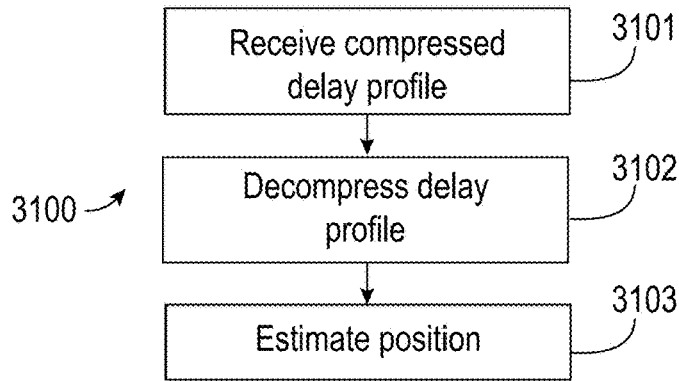 Receive compressed
delay profile
3101
Decompress delay
profile
3102
3100
Estimate position
3103